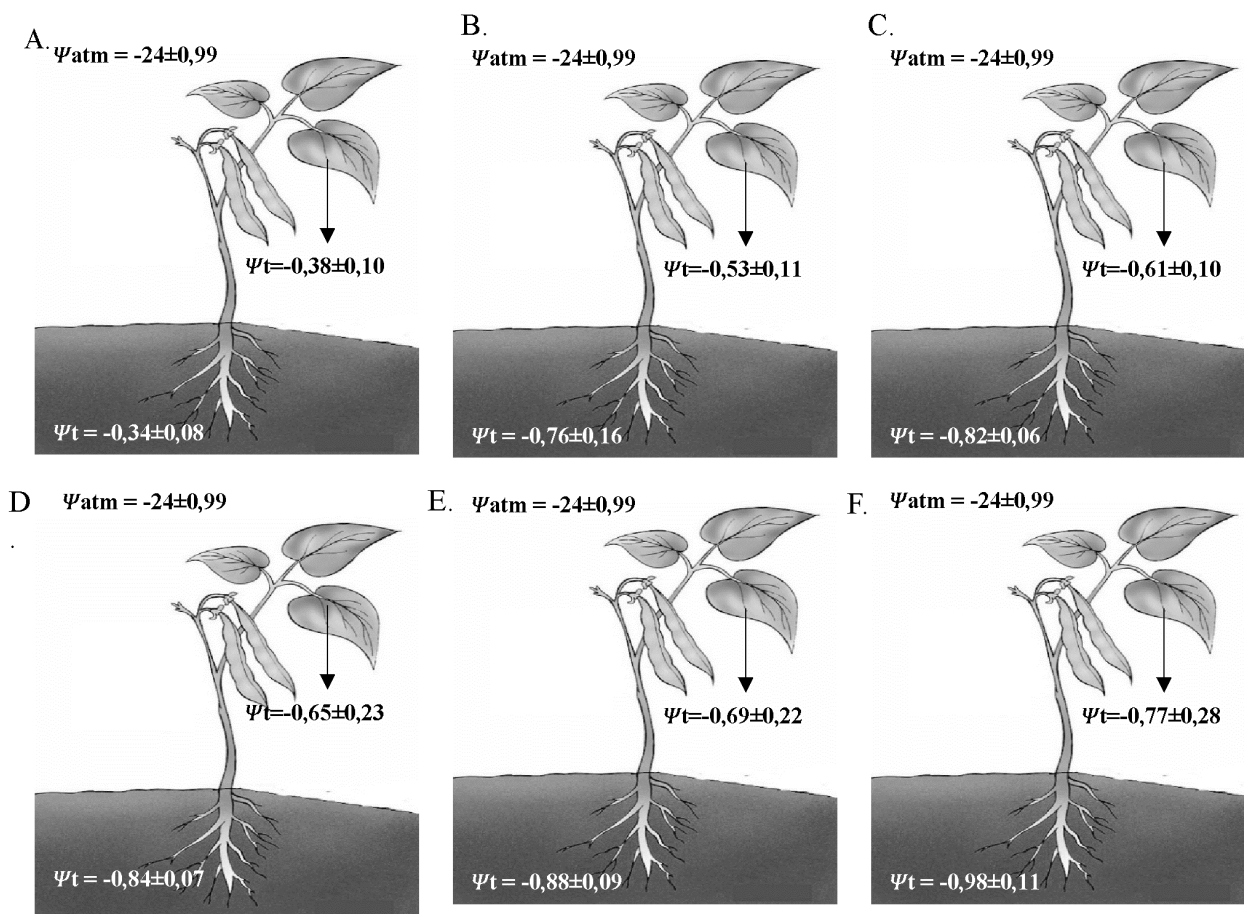 A.
Ψatm = -24±0,99
Ψt=-0,38±0,10
Ψt = -0,34±0,08
B.
Ψatm = -24±0,99
Ψt=-0,53±0,11
Ψt = -0,76±0,16
C.
Ψatm = -24±0,99
Ψt=-0,61±0,10
Ψt = -0,82±0,06
D
.
Ψatm = -24±0,99
Ψt=-0,65±0,23
Ψt = -0,84±0,07
E.
Ψatm = -24±0,99
Ψt=-0,69±0,22
Ψt = -0,88±0,09
F.
Ψatm = -24±0,99
Ψt=-0,77±0,28
Ψt = -0,98±0,11